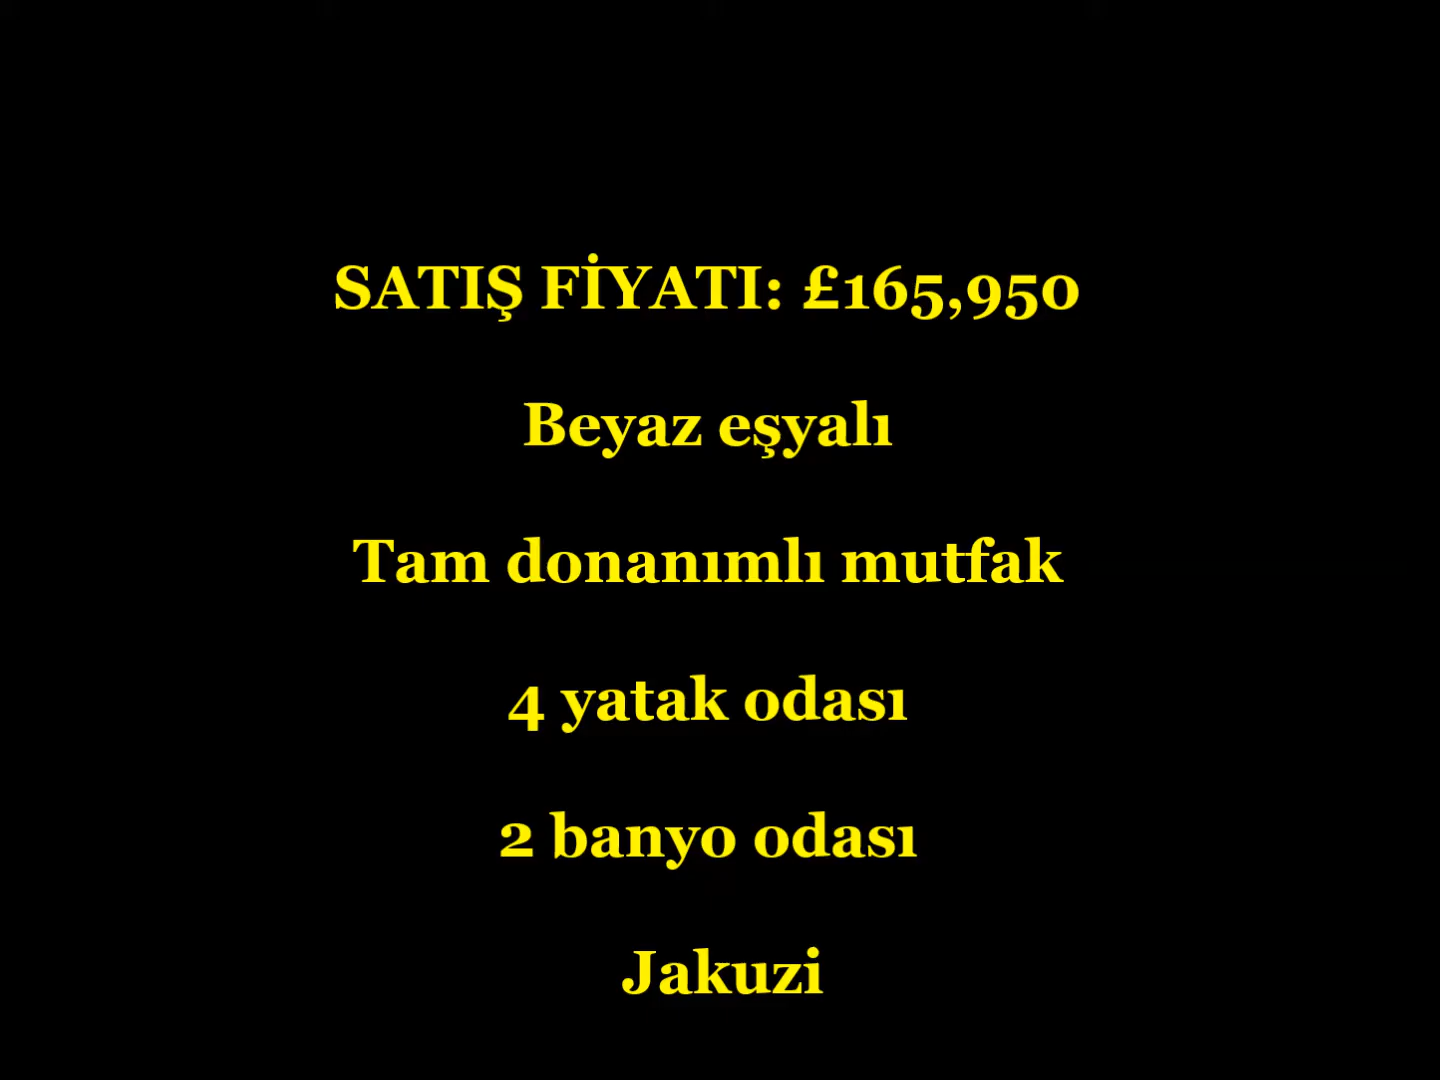 SATIŞ FİYATI: £165,950
Beyaz eşyalı
Tam donanımlı mutfak
4 yatak odası
2 banyo odası
Jakuzi